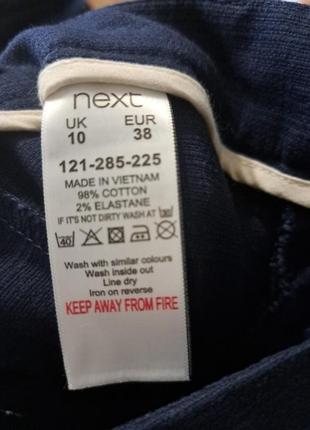 next
UK EUR
10 38
121-285-225
MADE IN VIETNAM
98% COTTON
2% ELASTANE
IF IT'S NOT DIRTY WASH AT 30
40
Wash with similar colours
Wash inside out
Line dry
Iron on reverse
KEEP AWAY FROM FIRE